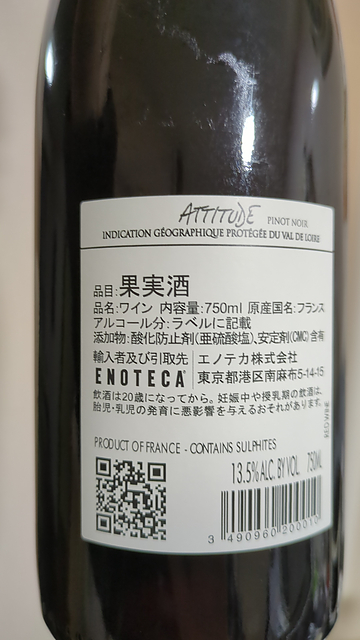 ATTITUDE PINOT NOIR
INDICATION GÉOGRAPHIQUE PROTÉGÉE DU VAL DE LOIRE
品目:果実酒
品名:ワイン 内容量:750ml 原産国名:フランス
アルコール分:ラベルに記載
添加物:酸化防止剤(亜硫酸塩)、安定剤(CMC)含有
輸入者及び引取先 エノテカ株式会社
ENOTECA 東京都港区南麻布5-14-15
飲酒は20歳になってから。妊娠中や授乳期の飲酒は、
胎児・乳児の発育に悪影響を与えるおそれがあります。
PRODUCT OF FRANCE - CONTAINS SULPHITES
13.5% ALC. BY VOL. 750ML
3 490960 200010